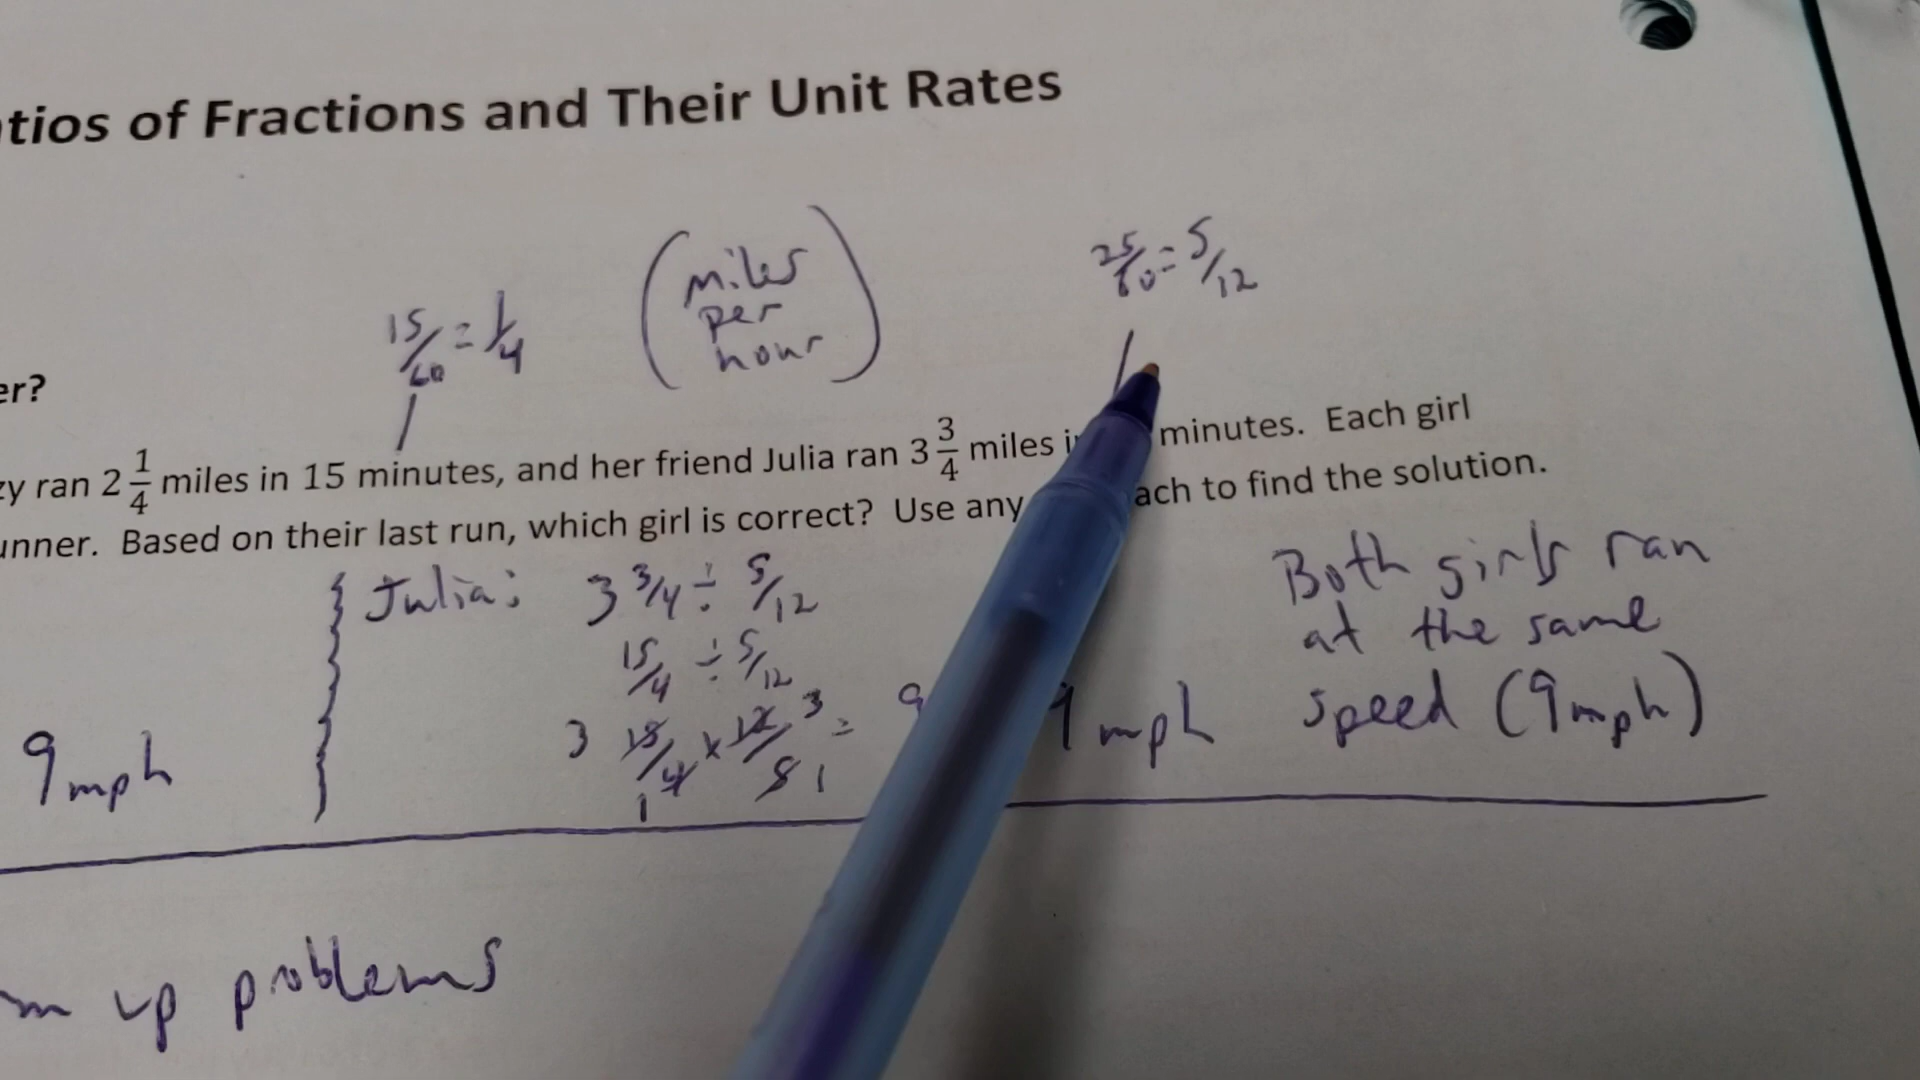 tios of Fractions and Their Unit Rates
15/60 = 1/4
(miles
per
hour)
25/60 = 5/12
er?
zy ran 2 1/4 miles in 15 minutes, and her friend Julia ran 3 3/4 miles i minutes. Each girl
unner. Based on their last run, which girl is correct? Use any ach to find the solution.
Julia: 3 3/4 ÷ 5/12
15/4 ÷ 5/12
3 15/4 × 12/5 3 = 9
1 1
9 mph
9 mph
Both girls ran
at the same
speed (9mph)
m up problems